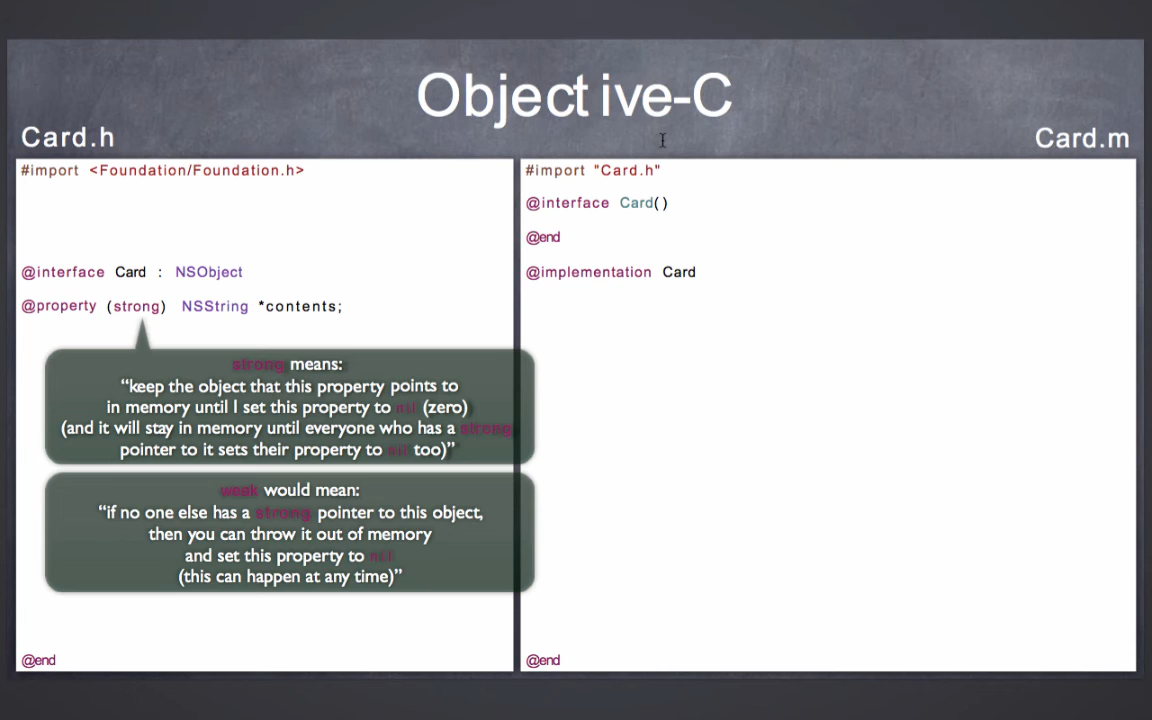 Objective-C
Card.h
Card.m
#import <Foundation/Foundation.h>
@interface Card : NSObject
@property (strong) NSString *contents;
strong means:
“keep the object that this property points to
in memory until I set this property to nil (zero)
(and it will stay in memory until everyone who has a strong
pointer to it sets their property to nil too)”
weak would mean:
“if no one else has a strong pointer to this object,
then you can throw it out of memory
and set this property to nil
(this can happen at any time)”
@end
#import "Card.h"
@interface Card()
@end
@implementation Card
@end